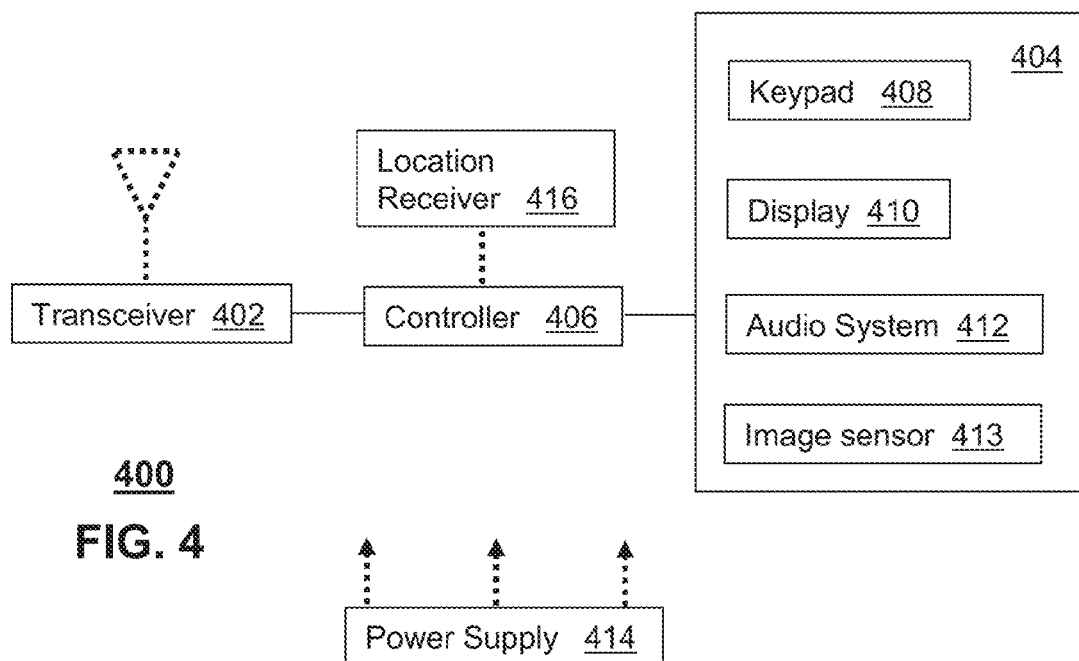 404
Keypad 408
Location
Receiver 416
Display 410
Transceiver 402
Controller 406
Audio System 412
Image sensor 413
400
FIG. 4
Power Supply 414